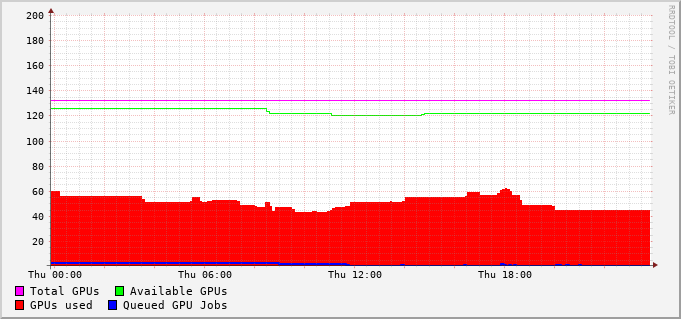 200
180
160
140
120
100
80
60
40
20
Thu 00:00 Thu 06:00 Thu 12:00 Thu 18:00
Total GPUs Available GPUs
GPUs used Queued GPU Jobs
RRDTOOL / TOBI OETIKER